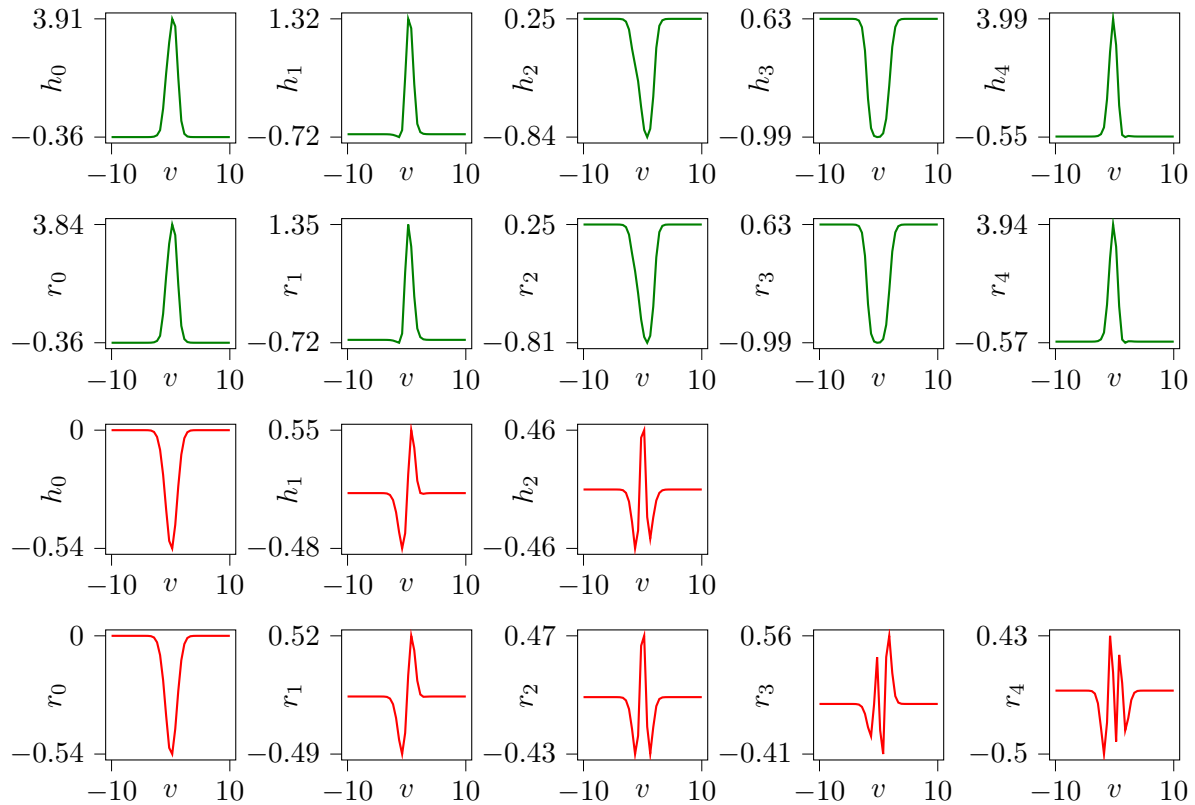 3.91 1.32 0.25 0.63 3.99
h0 h1 h2 h3 h4
−0.36 −0.72 −0.84 −0.99 −0.55
−10 v 10 −10 v 10 −10 v 10 −10 v 10 −10 v 10
3.84 1.35 0.25 0.63 3.94
r0 r1 r2 r3 r4
−0.36 −0.72 −0.81 −0.99 −0.57
−10 v 10 −10 v 10 −10 v 10 −10 v 10 −10 v 10
0 0.55 0.46
h0 h1 h2
−0.54 −0.48 −0.46
−10 v 10 −10 v 10 −10 v 10
0 0.52 0.47 0.56 0.43
r0 r1 r2 r3 r4
−0.54 −0.49 −0.43 −0.41 −0.5
−10 v 10 −10 v 10 −10 v 10 −10 v 10 −10 v 10